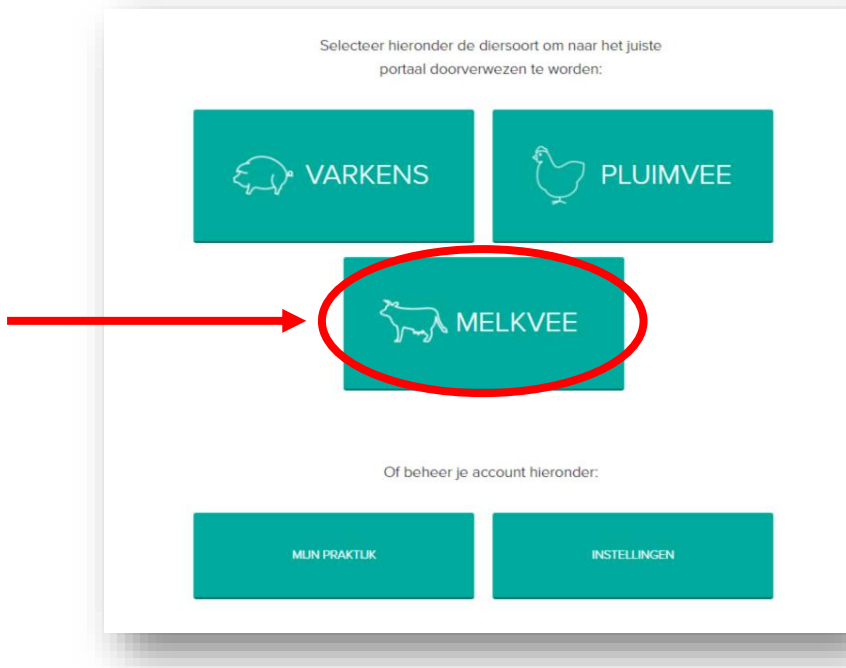 Selecteer hieronder de diersoort om naar het juiste
portaal doorverwezen te worden:
VARKENS
PLUIMVEE
MELKVEE
Of beheer je account hieronder:
MIJN PRAKTIJK
INSTELLINGEN